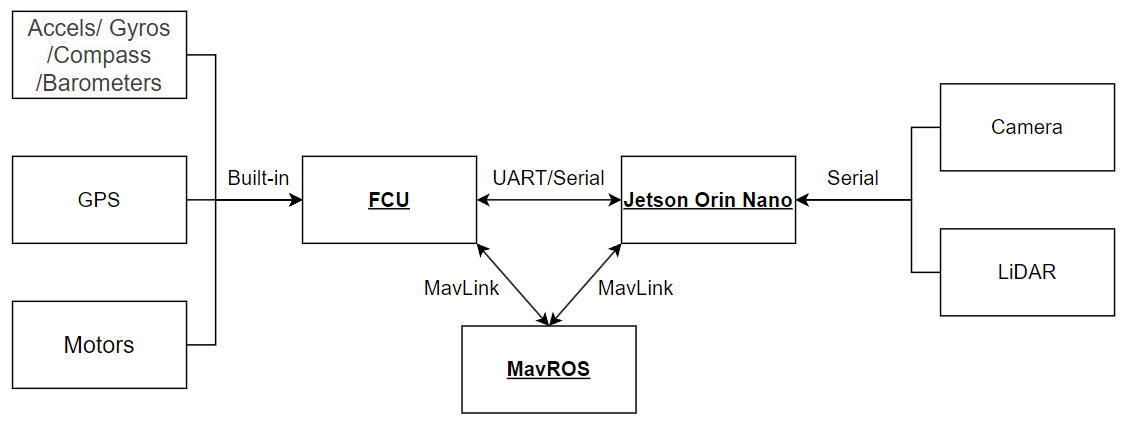 Accels/ Gyros
/Compass
/Barometers
GPS
Motors
Built-in
FCU
UART/Serial
Jetson Orin Nano
Serial
Camera
LiDAR
MavLink
MavLink
MavROS